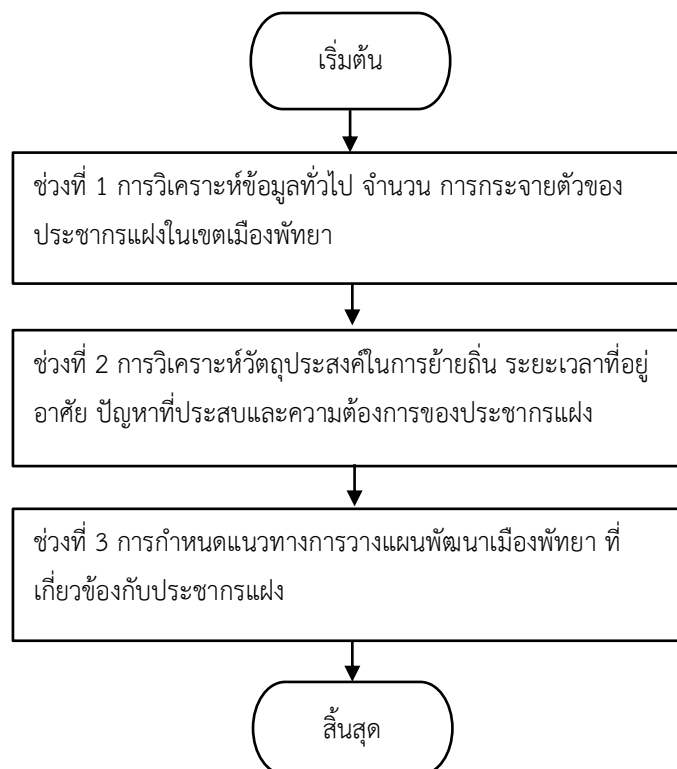 เริ่มต้น
ช่วงที่ 1 การวิเคราะห์ข้อมูลทั่วไป จำนวน การกระจายตัวของ
ประชากรแฝงในเขตเมืองพัทยา
ช่วงที่ 2 การวิเคราะห์วัตถุประสงค์ในการย้ายถิ่น ระยะเวลาที่อยู่
อาศัย ปัญหาที่ประสบและความต้องการของประชากรแฝง
ช่วงที่ 3 การกำหนดแนวทางการวางแผนพัฒนาเมืองพัทยา ที่
เกี่ยวข้องกับประชากรแฝง
สิ้นสุด